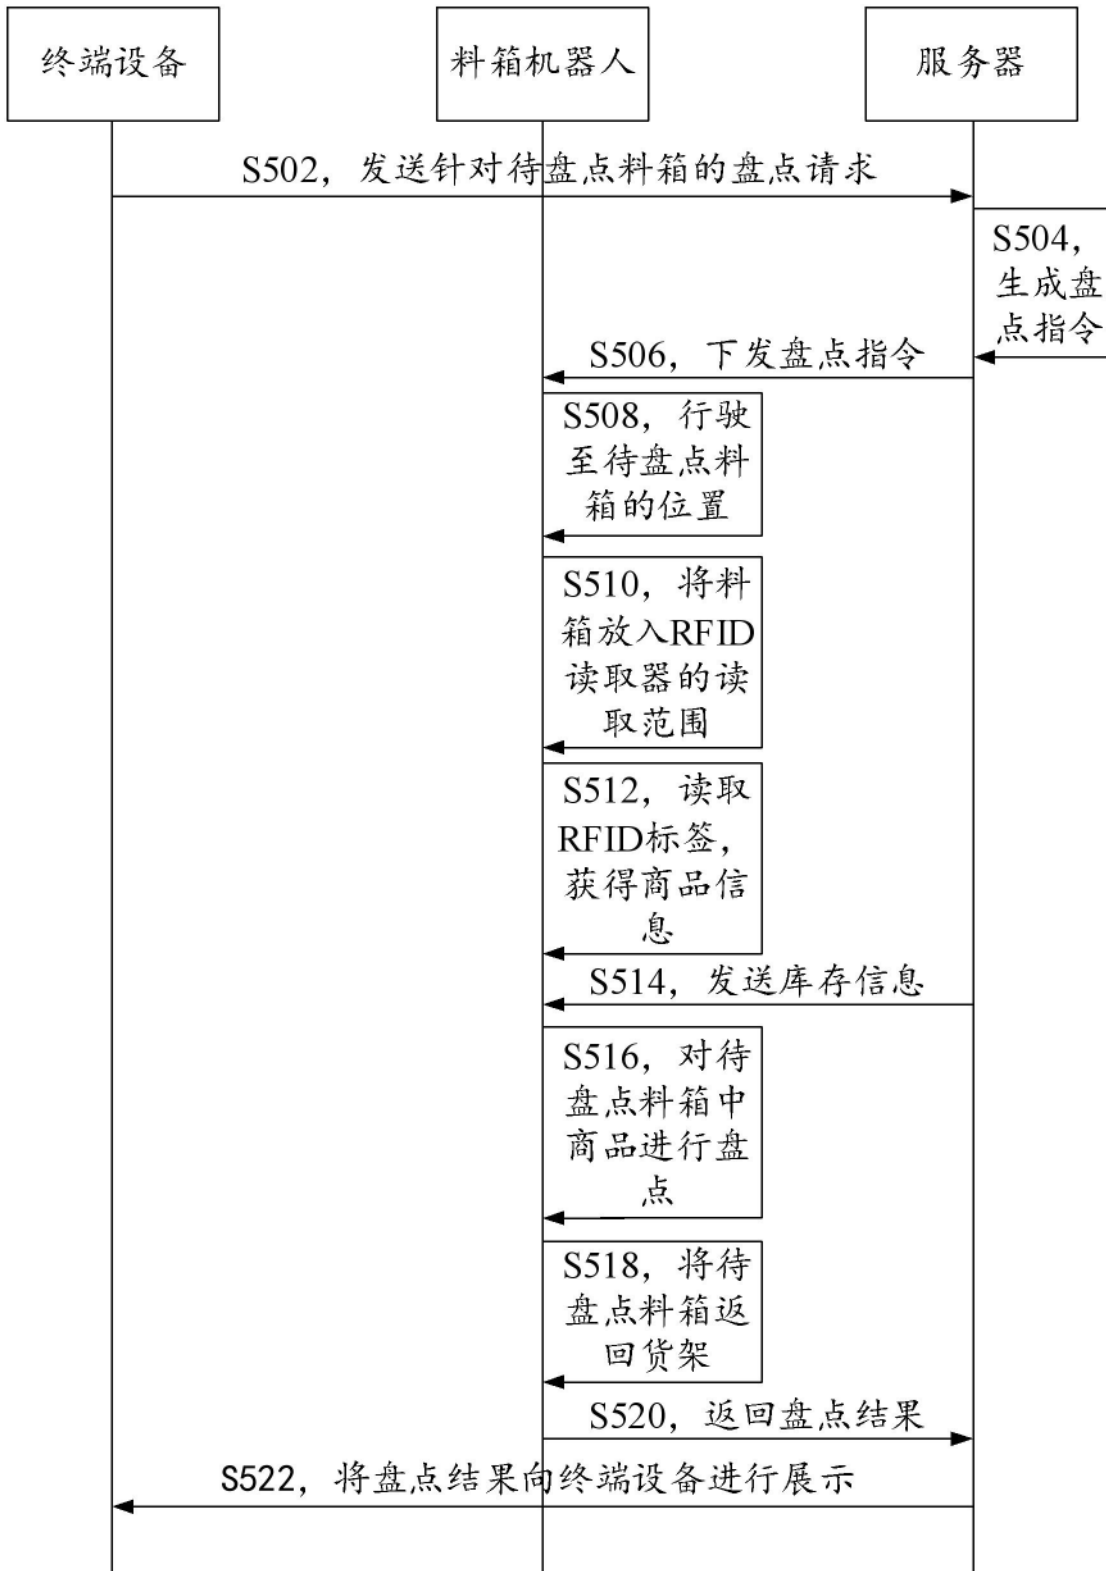 终端设备
料箱机器人
服务器
S502，发送针对待盘点料箱的盘点请求
S504，
生成盘
点指令
S506，下发盘点指令
S508，行驶
至待盘点料
箱的位置
S510，将料
箱放入RFID
读取器的读
取范围
S512，读取
RFID标签，
获得商品信
息
S514，发送库存信息
S516，对待
盘点料箱中
商品进行盘
点
S518，将待
盘点料箱返
回货架
S520，返回盘点结果
S522，将盘点结果向终端设备进行展示